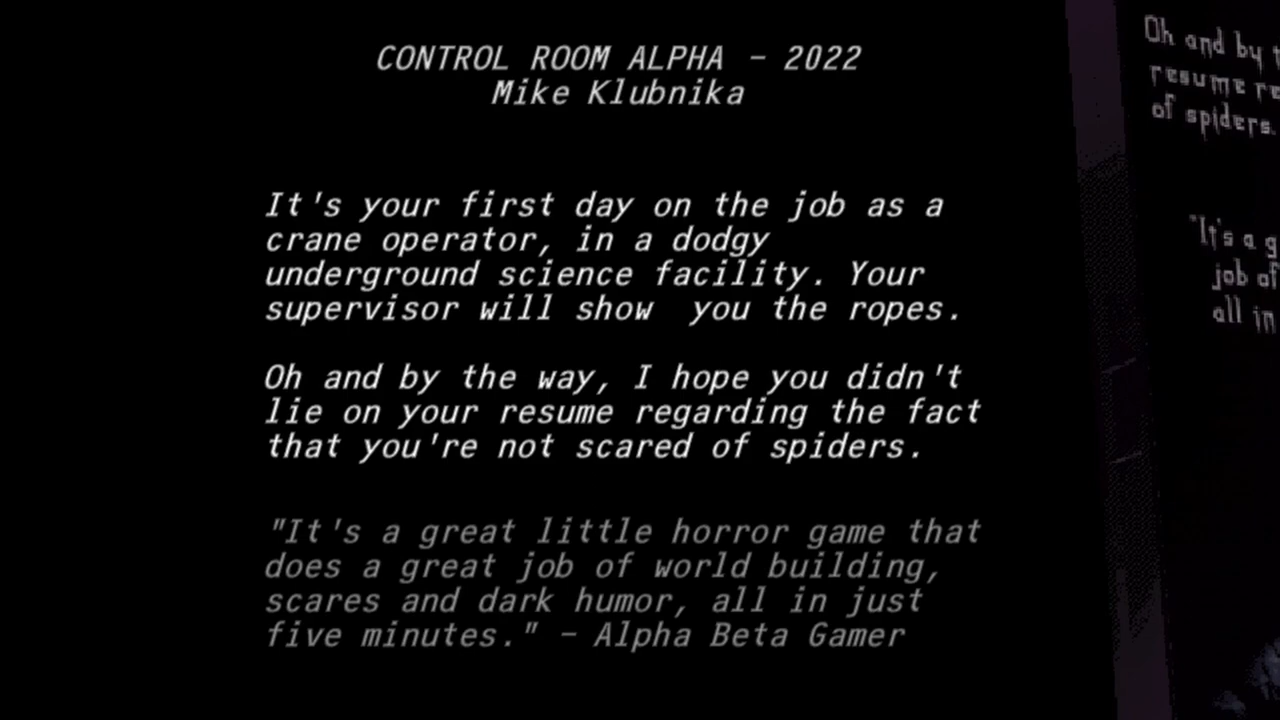 CONTROL ROOM ALPHA - 2022
Mike Klubnika
It's your first day on the job as a
crane operator, in a dodgy
underground science facility. Your
supervisor will show  you the ropes.
Oh and by the way, I hope you didn't
lie on your resume regarding the fact
that you're not scared of spiders.
"It's a great little horror game that
does a great job of world building,
scares and dark humor, all in just
five minutes." - Alpha Beta Gamer
Oh and by
resume
of spiders.
"It's a
job of
all in